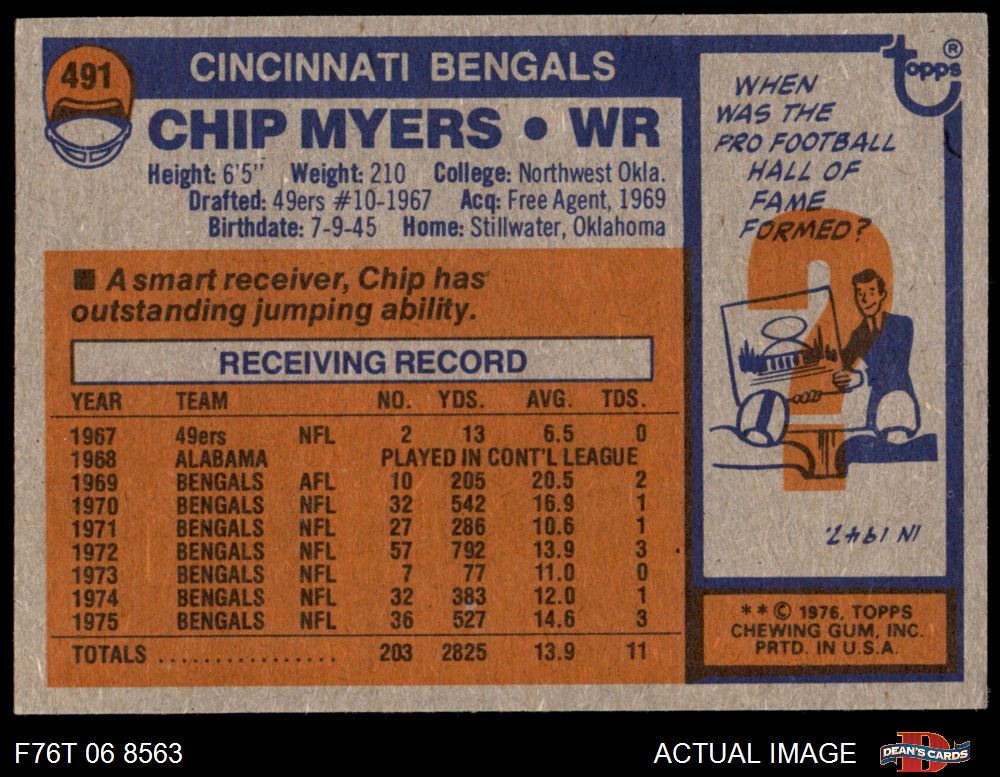 491
CINCINNATI BENGALS
CHIP MYERS • WR
Height: 6'5" Weight: 210 College: Northwest Okla.
Drafted: 49ers #10-1967 Acq: Free Agent, 1969
Birthdate: 7-9-45 Home: Stillwater, Oklahoma
■ A smart receiver, Chip has
outstanding jumping ability.
RECEIVING RECORD
YEAR TEAM NO. YDS. AVG. TDS.
1967 49ers NFL 2 13 6.5 0
1968 ALABAMA PLAYED IN CONT'L LEAGUE
1969 BENGALS AFL 10 205 20.5 2
1970 BENGALS NFL 32 542 16.9 1
1971 BENGALS NFL 27 286 10.6 1
1972 BENGALS NFL 57 792 13.9 3
1973 BENGALS NFL 7 77 11.0 0
1974 BENGALS NFL 32 383 12.0 1
1975 BENGALS NFL 36 527 14.6 3
TOTALS ................ 203 2825 13.9 11
topps ®
WHEN
WAS THE
PRO FOOTBALL
HALL OF
FAME
FORMED?
?
IN 1947.
** © 1976, TOPPS
CHEWING GUM, INC.
PRTD. IN U.S.A.
F76T 06 8563
ACTUAL IMAGE
D
DEAN'S CARDS